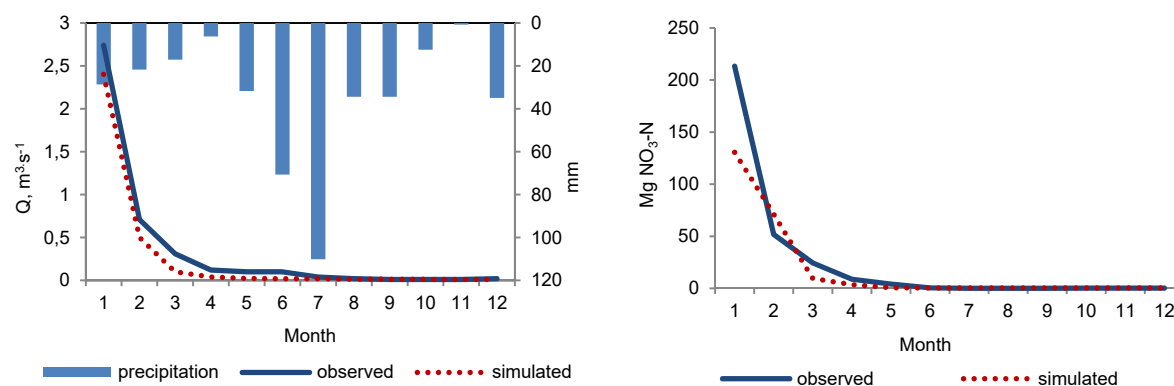 3
2,5
2
1,5
1
0,5
0
Q, m³·s⁻¹
0
20
40
60
80
100
120
mm
1 2 3 4 5 6 7 8 9 10 11 12
Month
precipitation observed simulated
250
200
150
100
50
0
Mg NO₃-N
1 2 3 4 5 6 7 8 9 10 11 12
Month
observed simulated